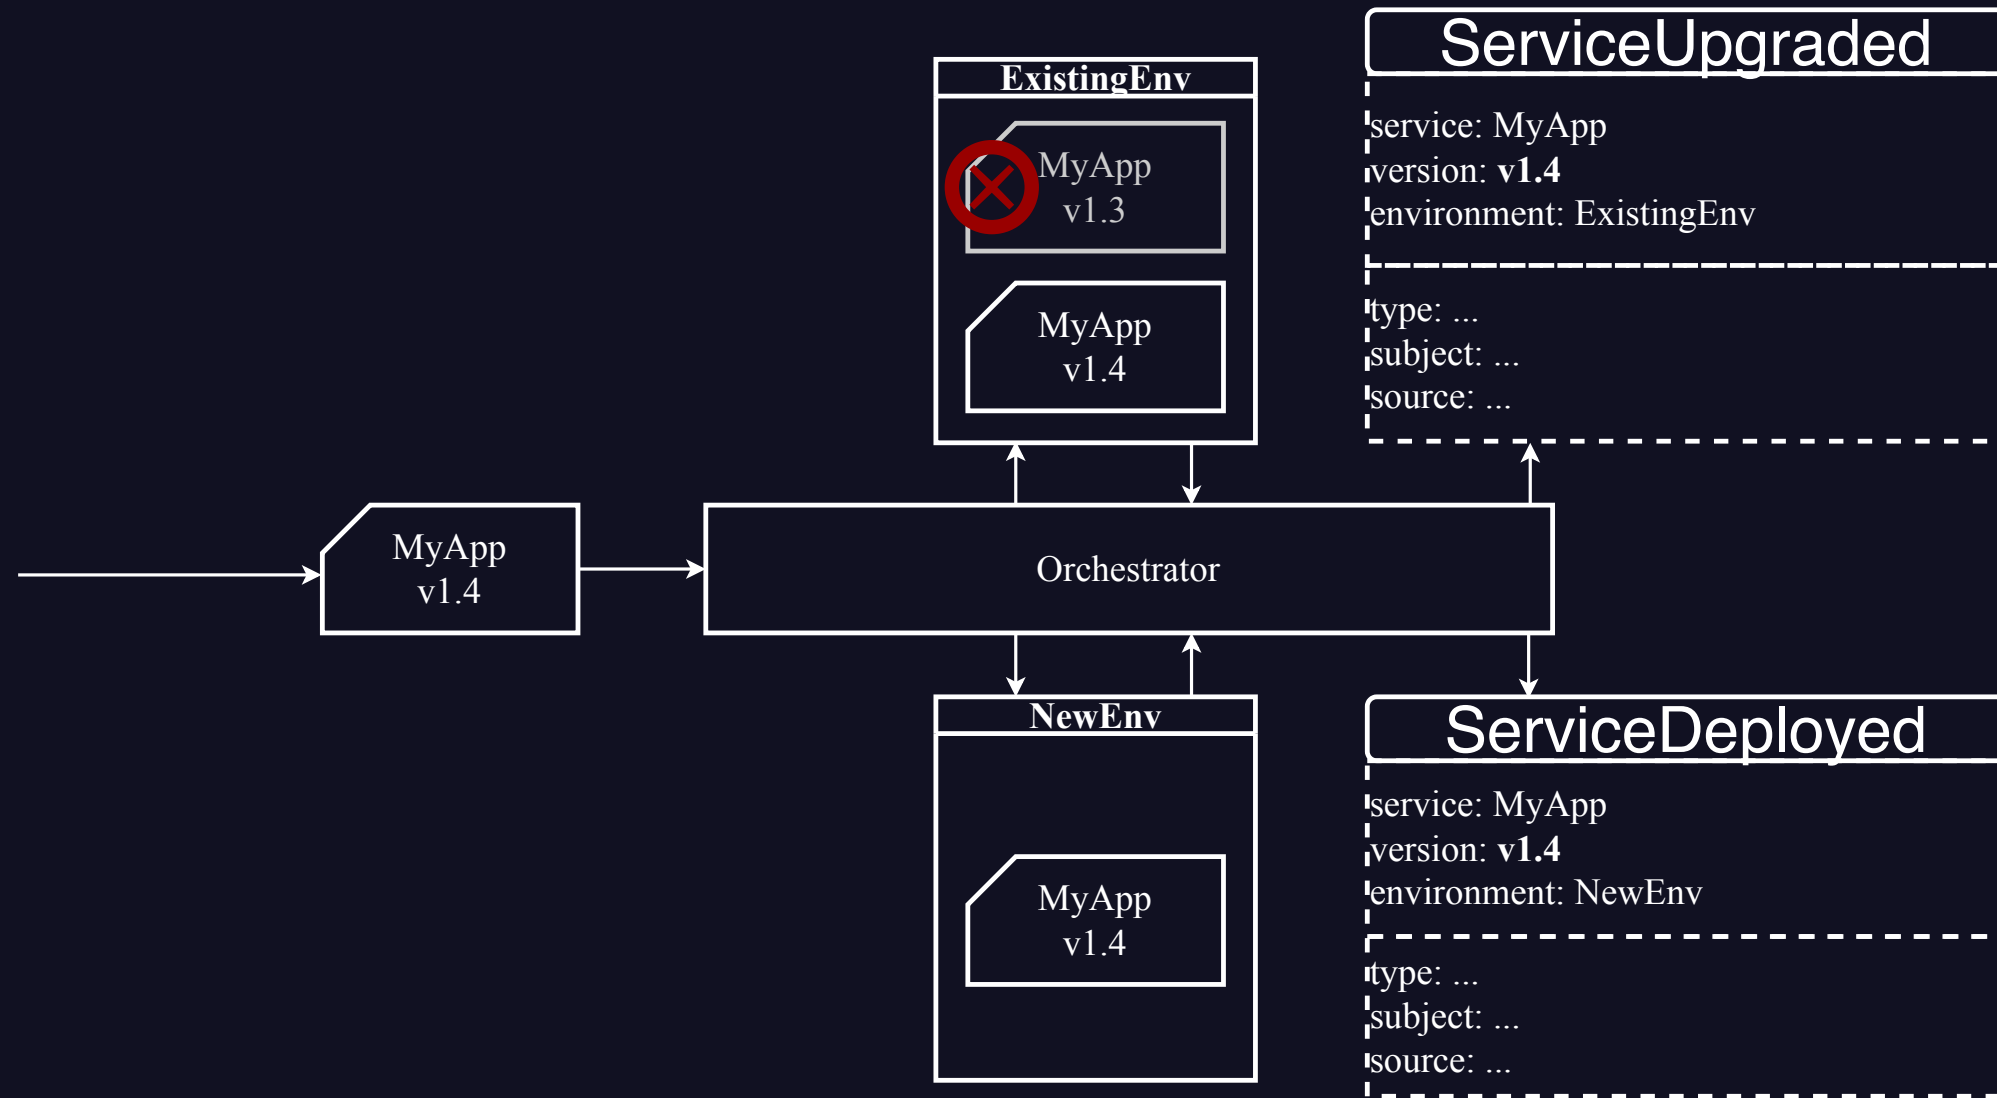 ExistingEnv
MyApp
v1.3
MyApp
v1.4
ServiceUpgraded
service: MyApp
version: v1.4
environment: ExistingEnv
type: ...
subject: ...
source: ...
MyApp
v1.4
Orchestrator
NewEnv
MyApp
v1.4
ServiceDeployed
service: MyApp
version: v1.4
environment: NewEnv
type: ...
subject: ...
source: ...